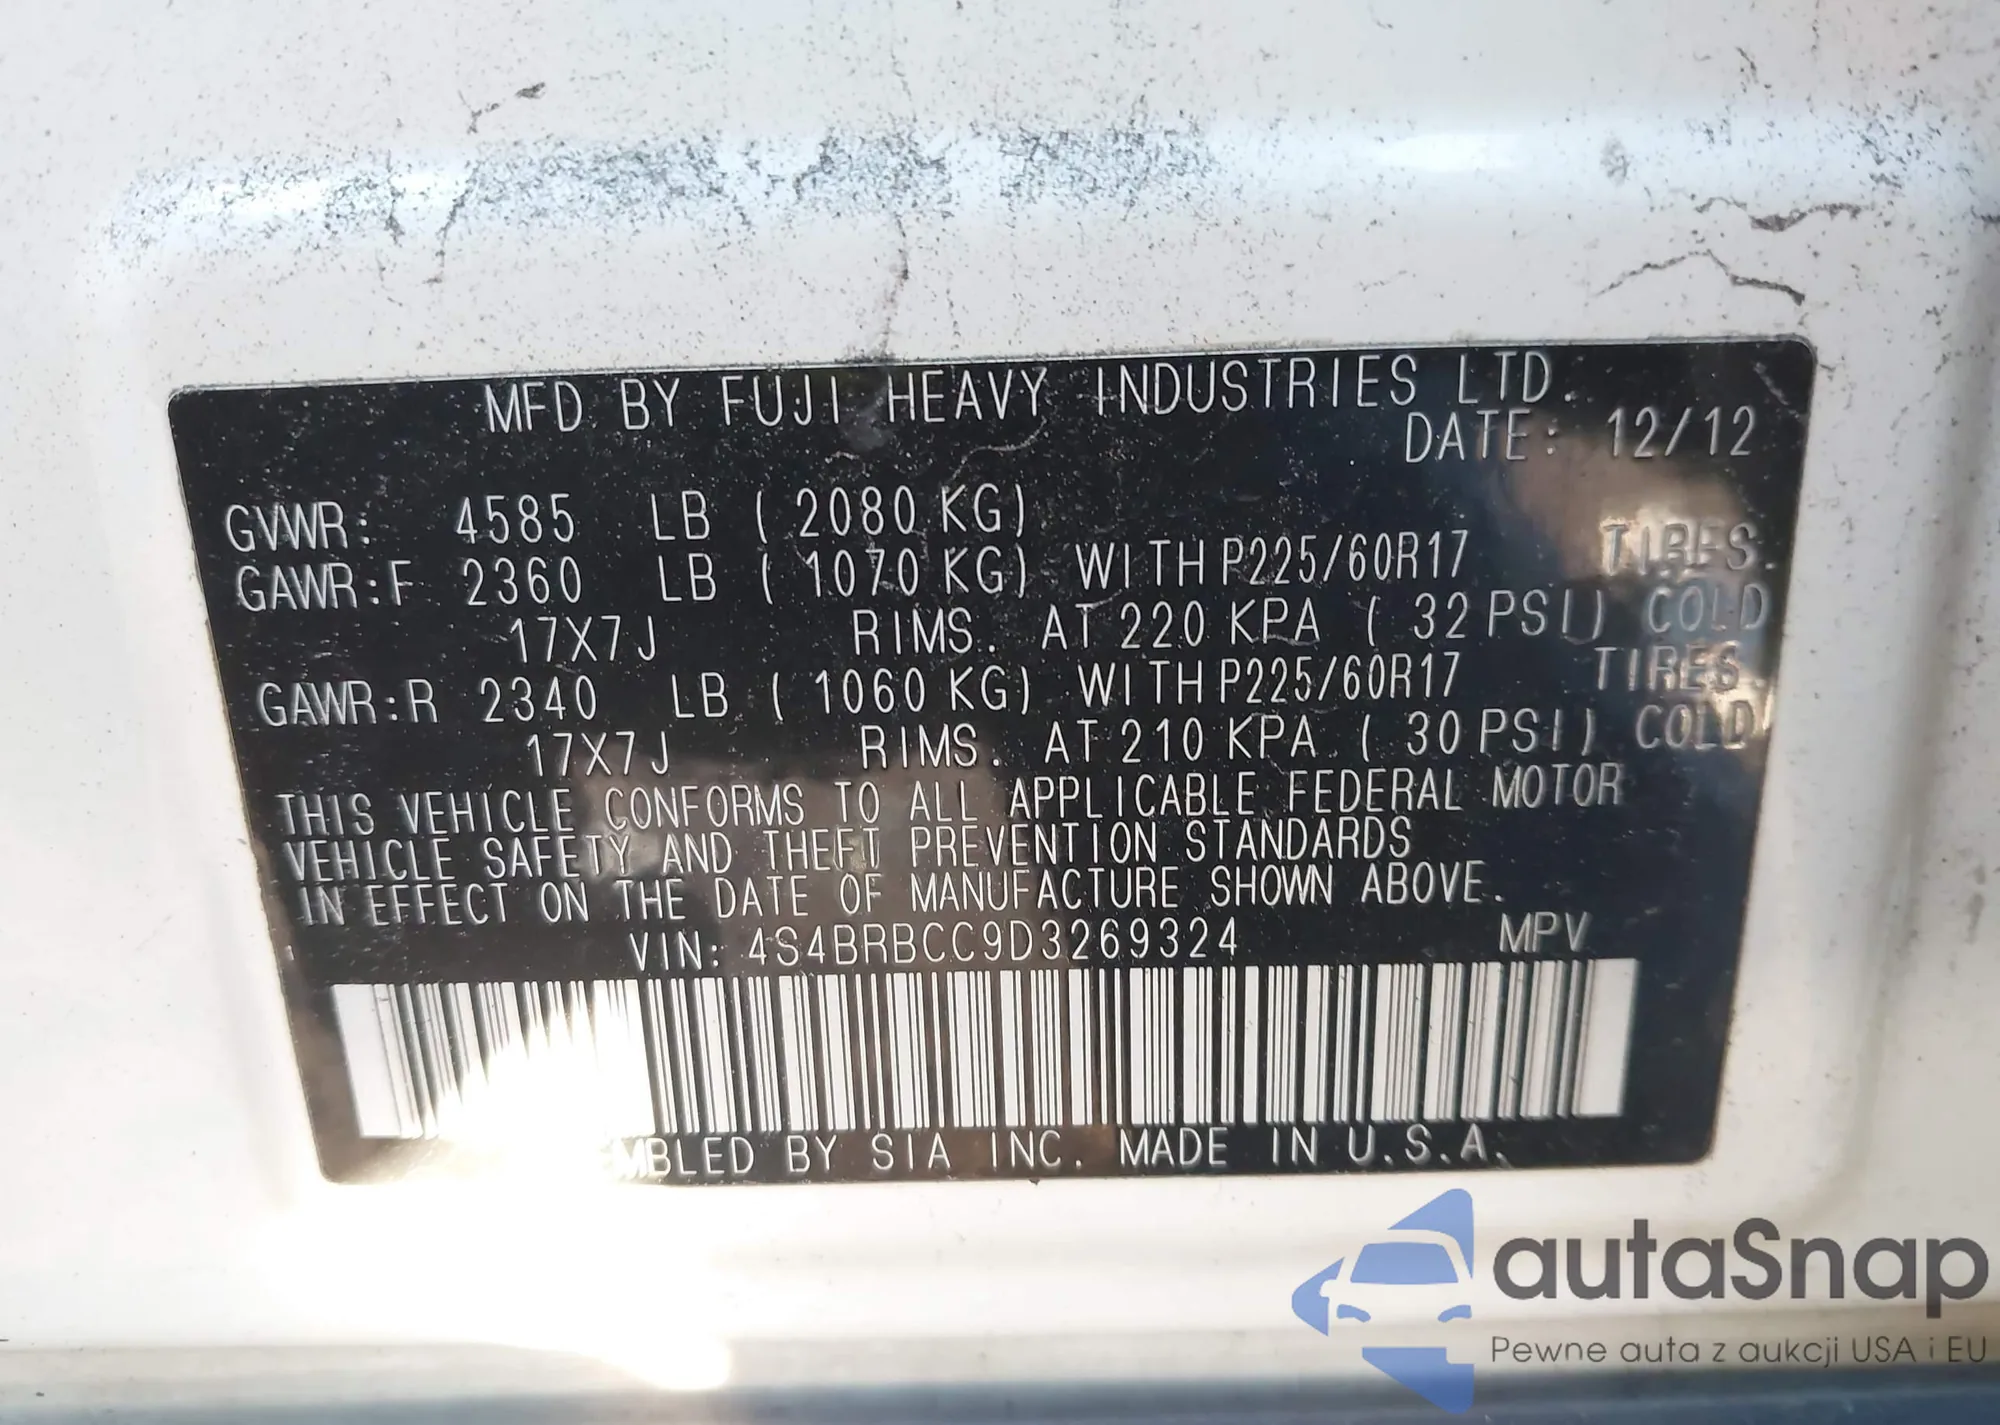 MFD BY FUJI HEAVY INDUSTRIES LTD.
DATE: 12/12
GVWR: 4585 LB ( 2080 KG)
GAWR:F 2360 LB ( 1070 KG) WITH P225/60R17 TIRES.
17X7J RIMS. AT 220 KPA ( 32 PSI) COLD
GAWR:R 2340 LB ( 1060 KG) WITH P225/60R17 TIRES.
17X7J RIMS. AT 210 KPA ( 30 PSI) COLD
THIS VEHICLE CONFORMS TO ALL APPLICABLE FEDERAL MOTOR
VEHICLE SAFETY AND THEFT PREVENTION STANDARDS
IN EFFECT ON THE DATE OF MANUFACTURE SHOWN ABOVE.
VIN: 4S4BRBCC9D3269324 MPV
BY SIA INC. MADE IN U.S.A.
autaSnap
Pewne auta z aukcji USA i EU